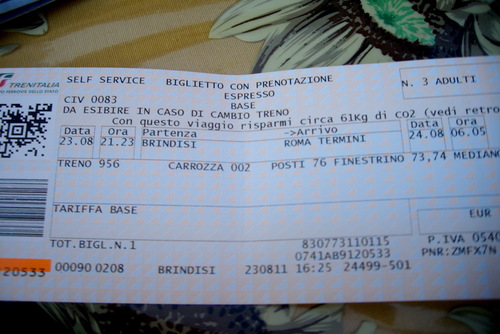 TRENITALIA
SELF SERVICE BIGLIETTO CON PRENOTAZIONE N. 3 ADULTI
ESPRESSO
CIV 0083 BASE
DA ESIBIRE IN CASO DI CAMBIO TRENO
Con questo viaggio risparmi circa 61Kg di co2 (vedi retro
Data Ora Partenza ->Arrivo Data Ora
23.08 21.23 BRINDISI ROMA TERMINI 24.08 06.05
TRENO 956 CARROZZA 002 POSTI 76 FINESTRINO 73,74 MEDIANO
TARIFFA BASE EUR
TOT.BIGL.N.1 830773110115 P.IVA 0540
0741AB9120533 PNR:ZMFX7N
20533 00090 0208 BRINDISI 230811 16:25 24499-501